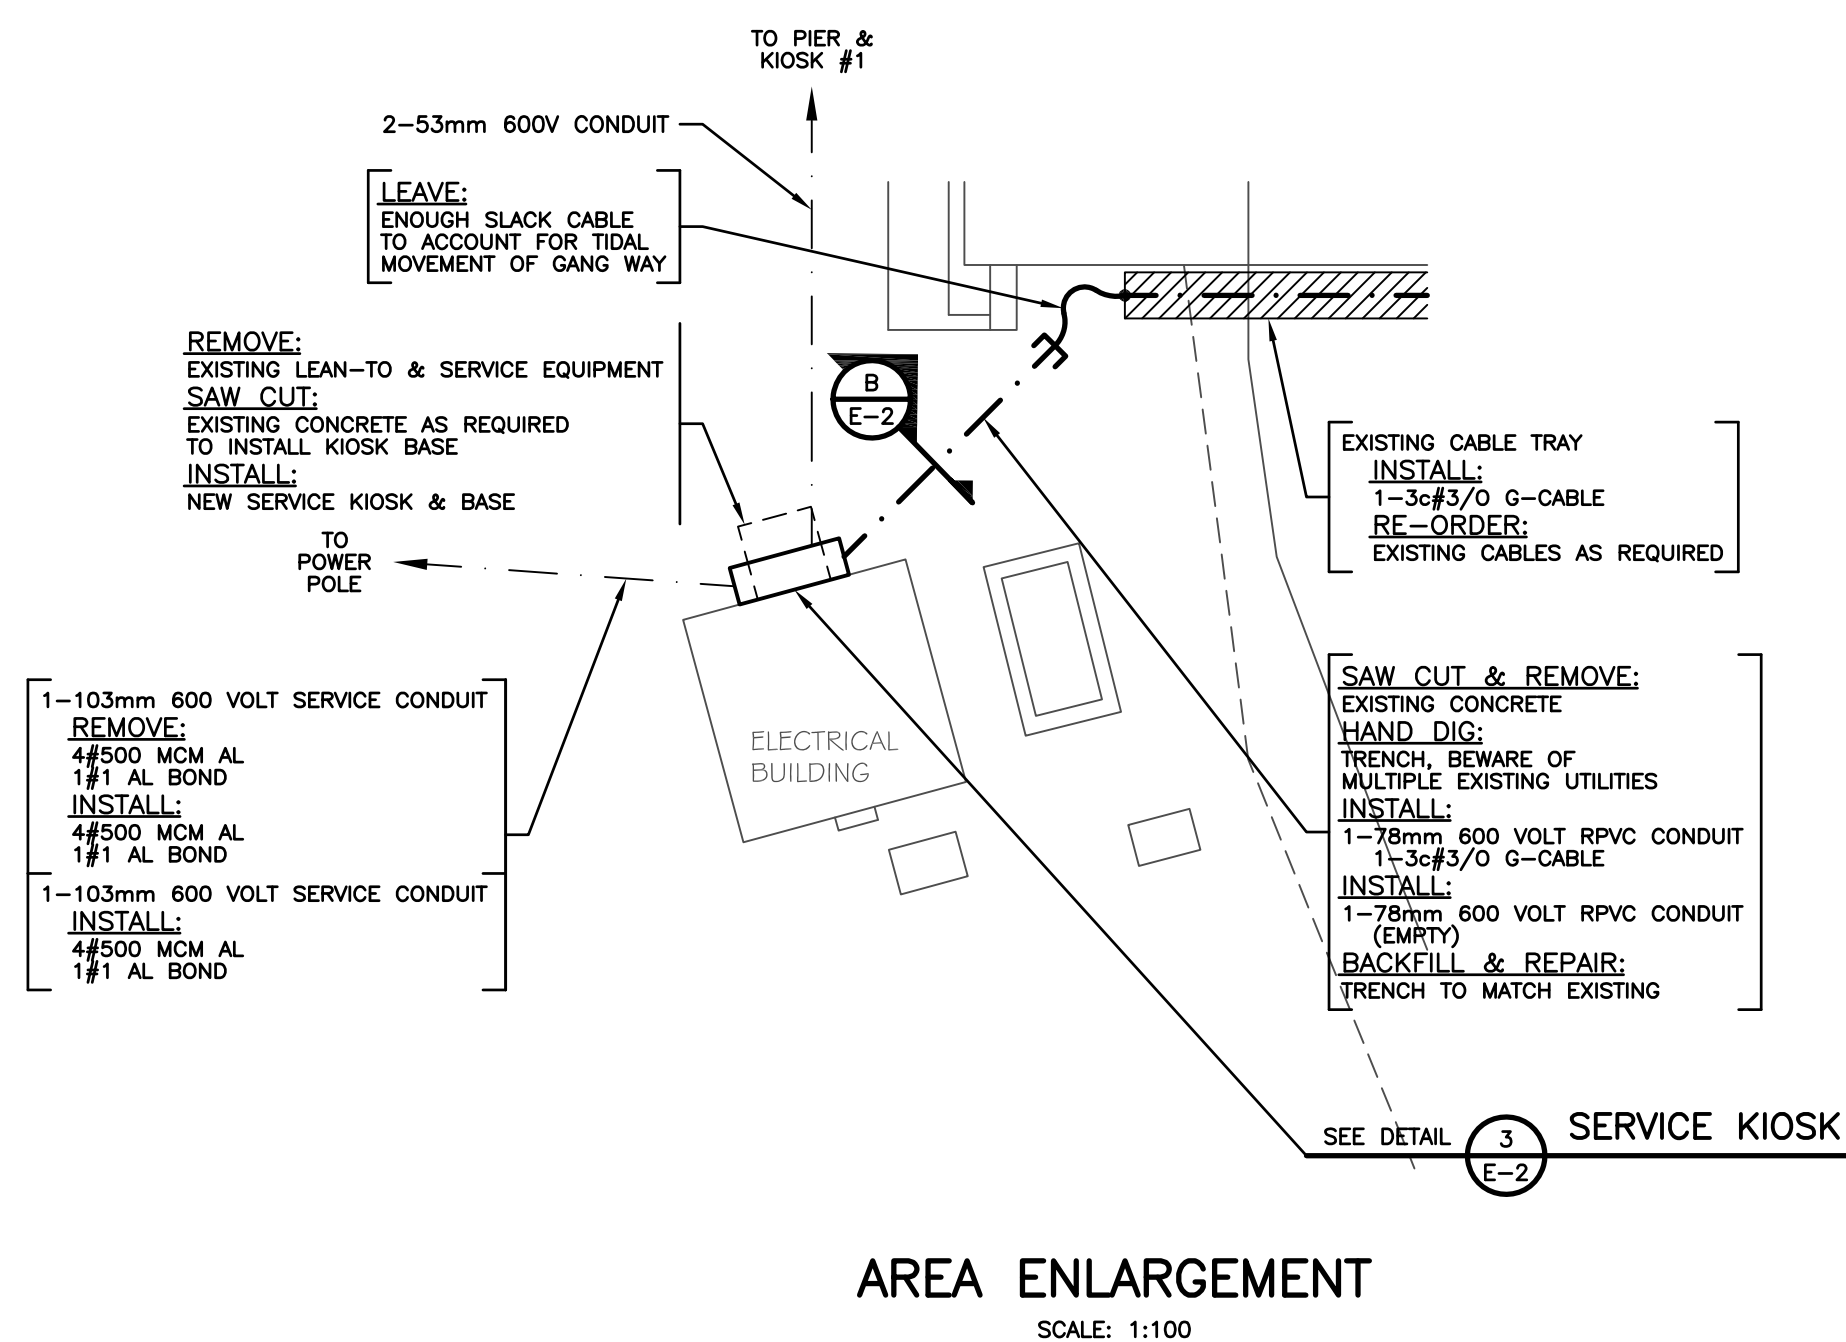 TO PIER &
KIOSK #1
2-53mm 600V CONDUIT
LEAVE:
ENOUGH SLACK CABLE
TO ACCOUNT FOR TIDAL
MOVEMENT OF GANG WAY
REMOVE:
EXISTING LEAN-TO & SERVICE EQUIPMENT
SAW CUT:
EXISTING CONCRETE AS REQUIRED
TO INSTALL KIOSK BASE
INSTALL:
NEW SERVICE KIOSK & BASE
B
E-2
TO
POWER
POLE
EXISTING CABLE TRAY
INSTALL:
1-3c#3/0 G-CABLE
RE-ORDER:
EXISTING CABLES AS REQUIRED
1-103mm 600 VOLT SERVICE CONDUIT
REMOVE:
4#500 MCM AL
1#1 AL BOND
INSTALL:
4#500 MCM AL
1#1 AL BOND
1-103mm 600 VOLT SERVICE CONDUIT
INSTALL:
4#500 MCM AL
1#1 AL BOND
ELECTRICAL
BUILDING
SAW CUT & REMOVE:
EXISTING CONCRETE
HAND DIG:
TRENCH, BEWARE OF
MULTIPLE EXISTING UTILITIES
INSTALL:
1-78mm 600 VOLT RPVC CONDUIT
1-3c#3/0 G-CABLE
INSTALL:
1-78mm 600 VOLT RPVC CONDUIT
(EMPTY)
BACKFILL & REPAIR:
TRENCH TO MATCH EXISTING
SEE DETAIL
3
E-2
SERVICE KIOSK
AREA ENLARGEMENT
SCALE: 1:100